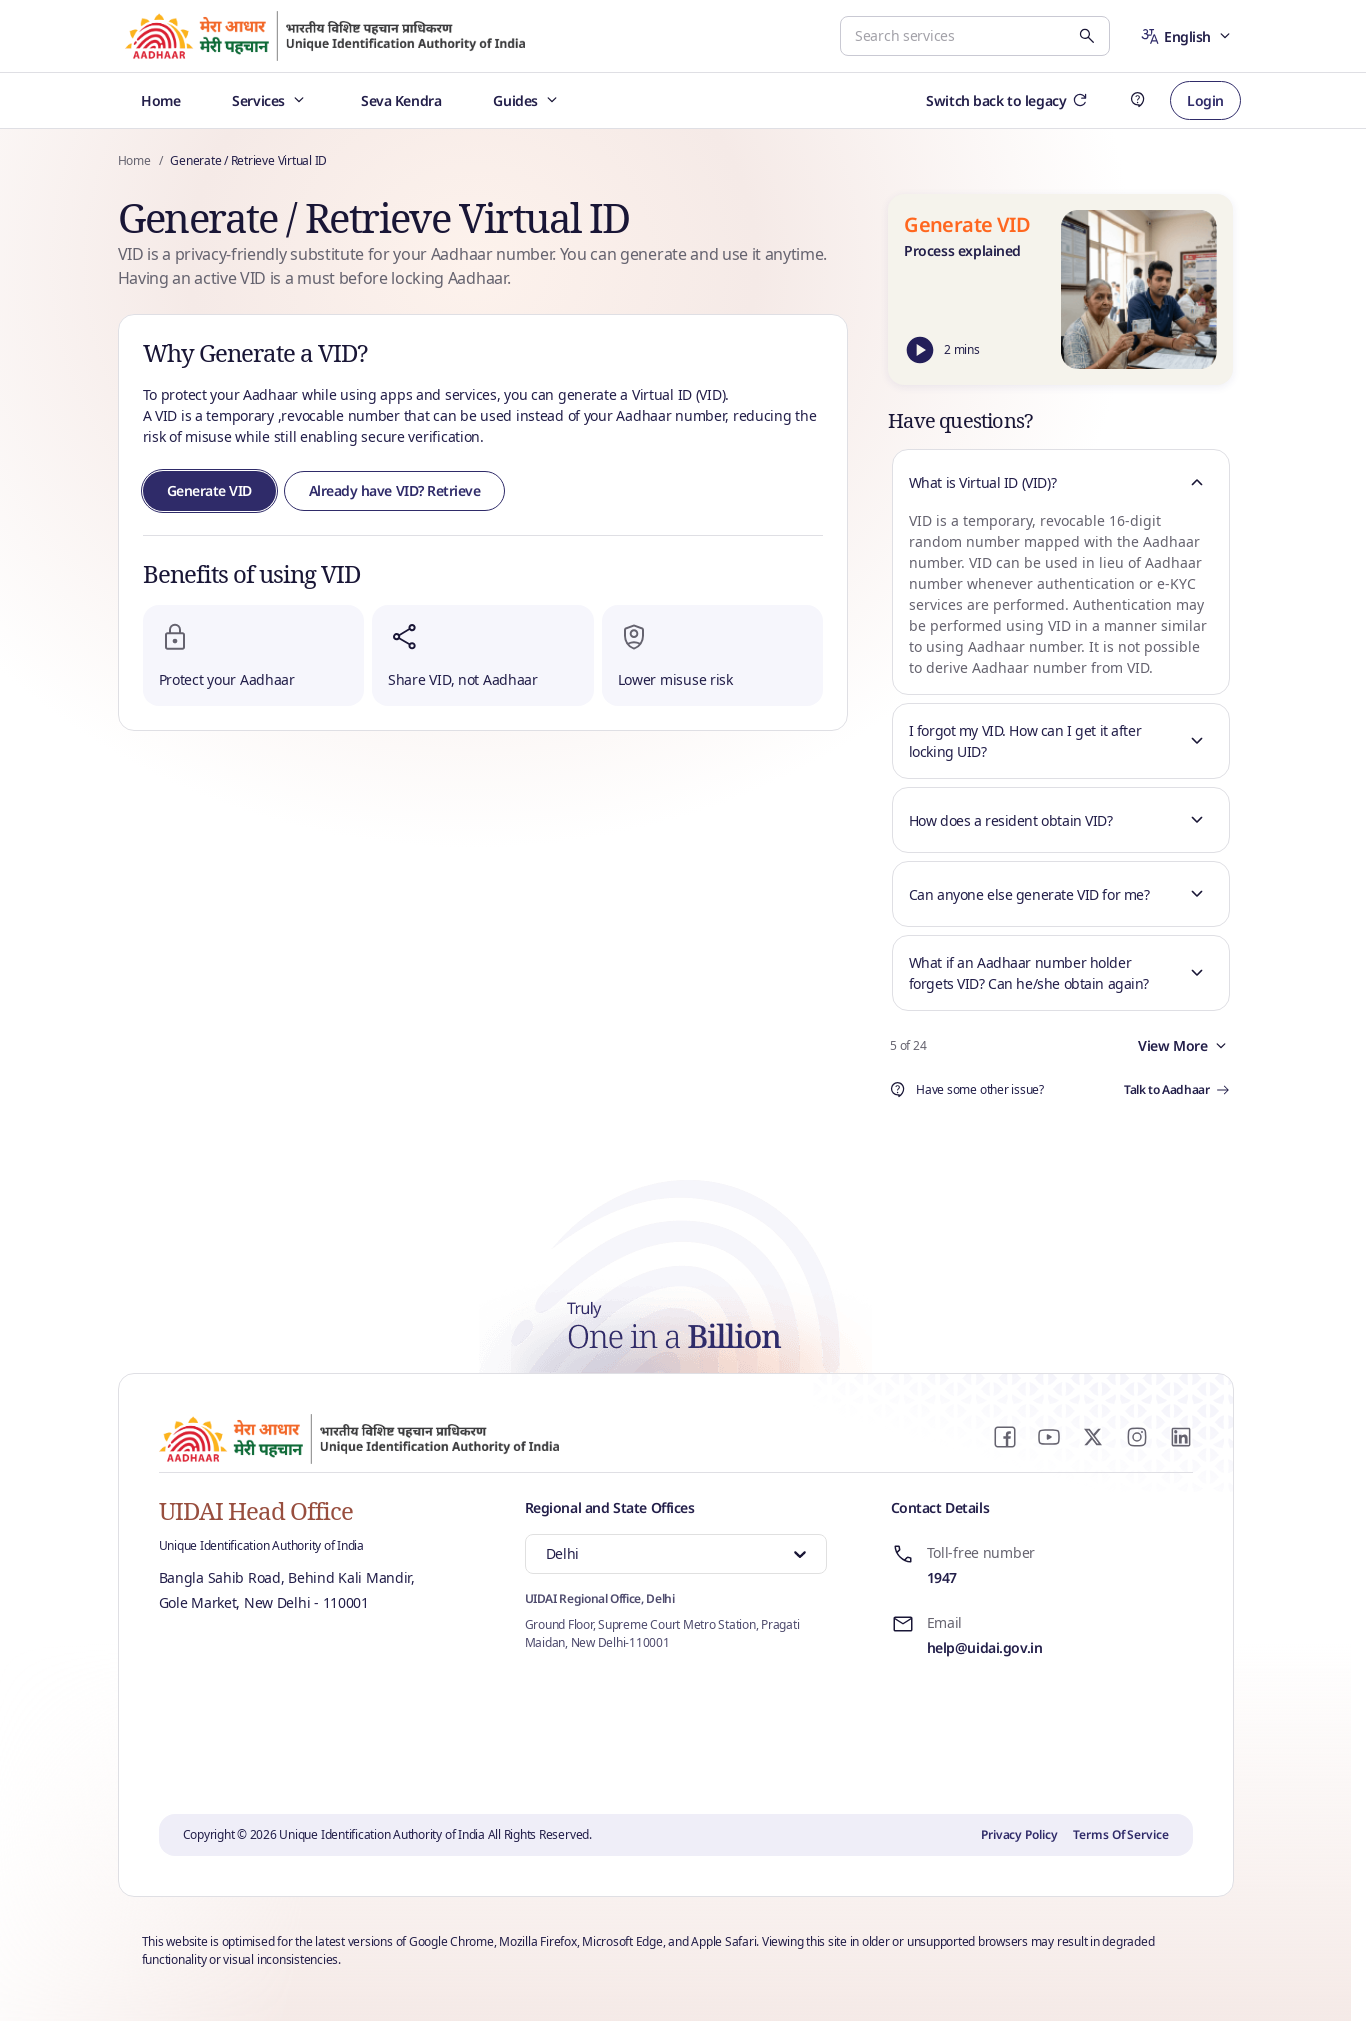 AADHAAR
मेरा आधार
मेरी पहचान
भारतीय विशिष्ट पहचान प्राधिकरण
Unique Identification Authority of India
Search services
English
Home
Services
Seva Kendra
Guides
Switch back to legacy
Login
Home / Generate / Retrieve Virtual ID
Generate / Retrieve Virtual ID
VID is a privacy-friendly substitute for your Aadhaar number. You can generate and use it anytime.
Having an active VID is a must before locking Aadhaar.
Why Generate a VID?
To protect your Aadhaar while using apps and services, you can generate a Virtual ID (VID).
A VID is a temporary ,revocable number that can be used instead of your Aadhaar number, reducing the
risk of misuse while still enabling secure verification.
Generate VID
Already have VID? Retrieve
Benefits of using VID
Protect your Aadhaar
Share VID, not Aadhaar
Lower misuse risk
Generate VID
Process explained
2 mins
Have questions?
What is Virtual ID (VID)?
VID is a temporary, revocable 16-digit
random number mapped with the Aadhaar
number. VID can be used in lieu of Aadhaar
number whenever authentication or e-KYC
services are performed. Authentication may
be performed using VID in a manner similar
to using Aadhaar number. It is not possible
to derive Aadhaar number from VID.
I forgot my VID. How can I get it after
locking UID?
How does a resident obtain VID?
Can anyone else generate VID for me?
What if an Aadhaar number holder
forgets VID? Can he/she obtain again?
5 of 24
View More
Have some other issue?
Talk to Aadhaar
Truly
One in a Billion
AADHAAR
मेरा आधार
मेरी पहचान
भारतीय विशिष्ट पहचान प्राधिकरण
Unique Identification Authority of India
UIDAI Head Office
Unique Identification Authority of India
Bangla Sahib Road, Behind Kali Mandir,
Gole Market, New Delhi - 110001
Regional and State Offices
Delhi
UIDAI Regional Office, Delhi
Ground Floor, Supreme Court Metro Station, Pragati
Maidan, New Delhi-110001
Contact Details
Toll-free number
1947
Email
help@uidai.gov.in
Copyright © 2026 Unique Identification Authority of India All Rights Reserved.
Privacy Policy
Terms Of Service
This website is optimised for the latest versions of Google Chrome, Mozilla Firefox, Microsoft Edge, and Apple Safari. Viewing this site in older or unsupported browsers may result in degraded
functionality or visual inconsistencies.